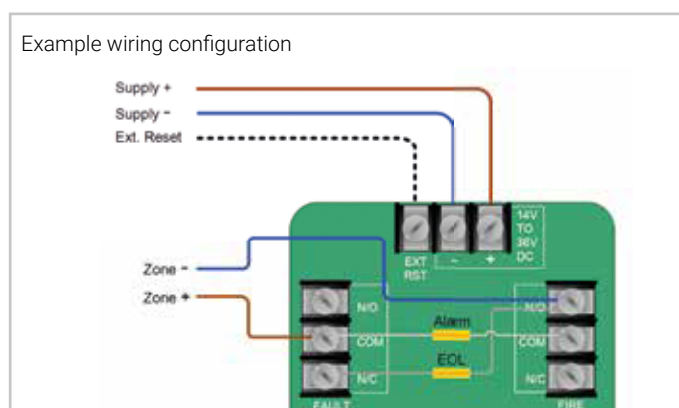 Example wiring configuration
Supply +
Supply -
Ext. Reset
14V
TO
36V
DC
EXT
RST
- +
Zone -
Zone +
N/O
N/O
Alarm
COM
COM
EOL
N/C
N/C
FAULT
FIRE